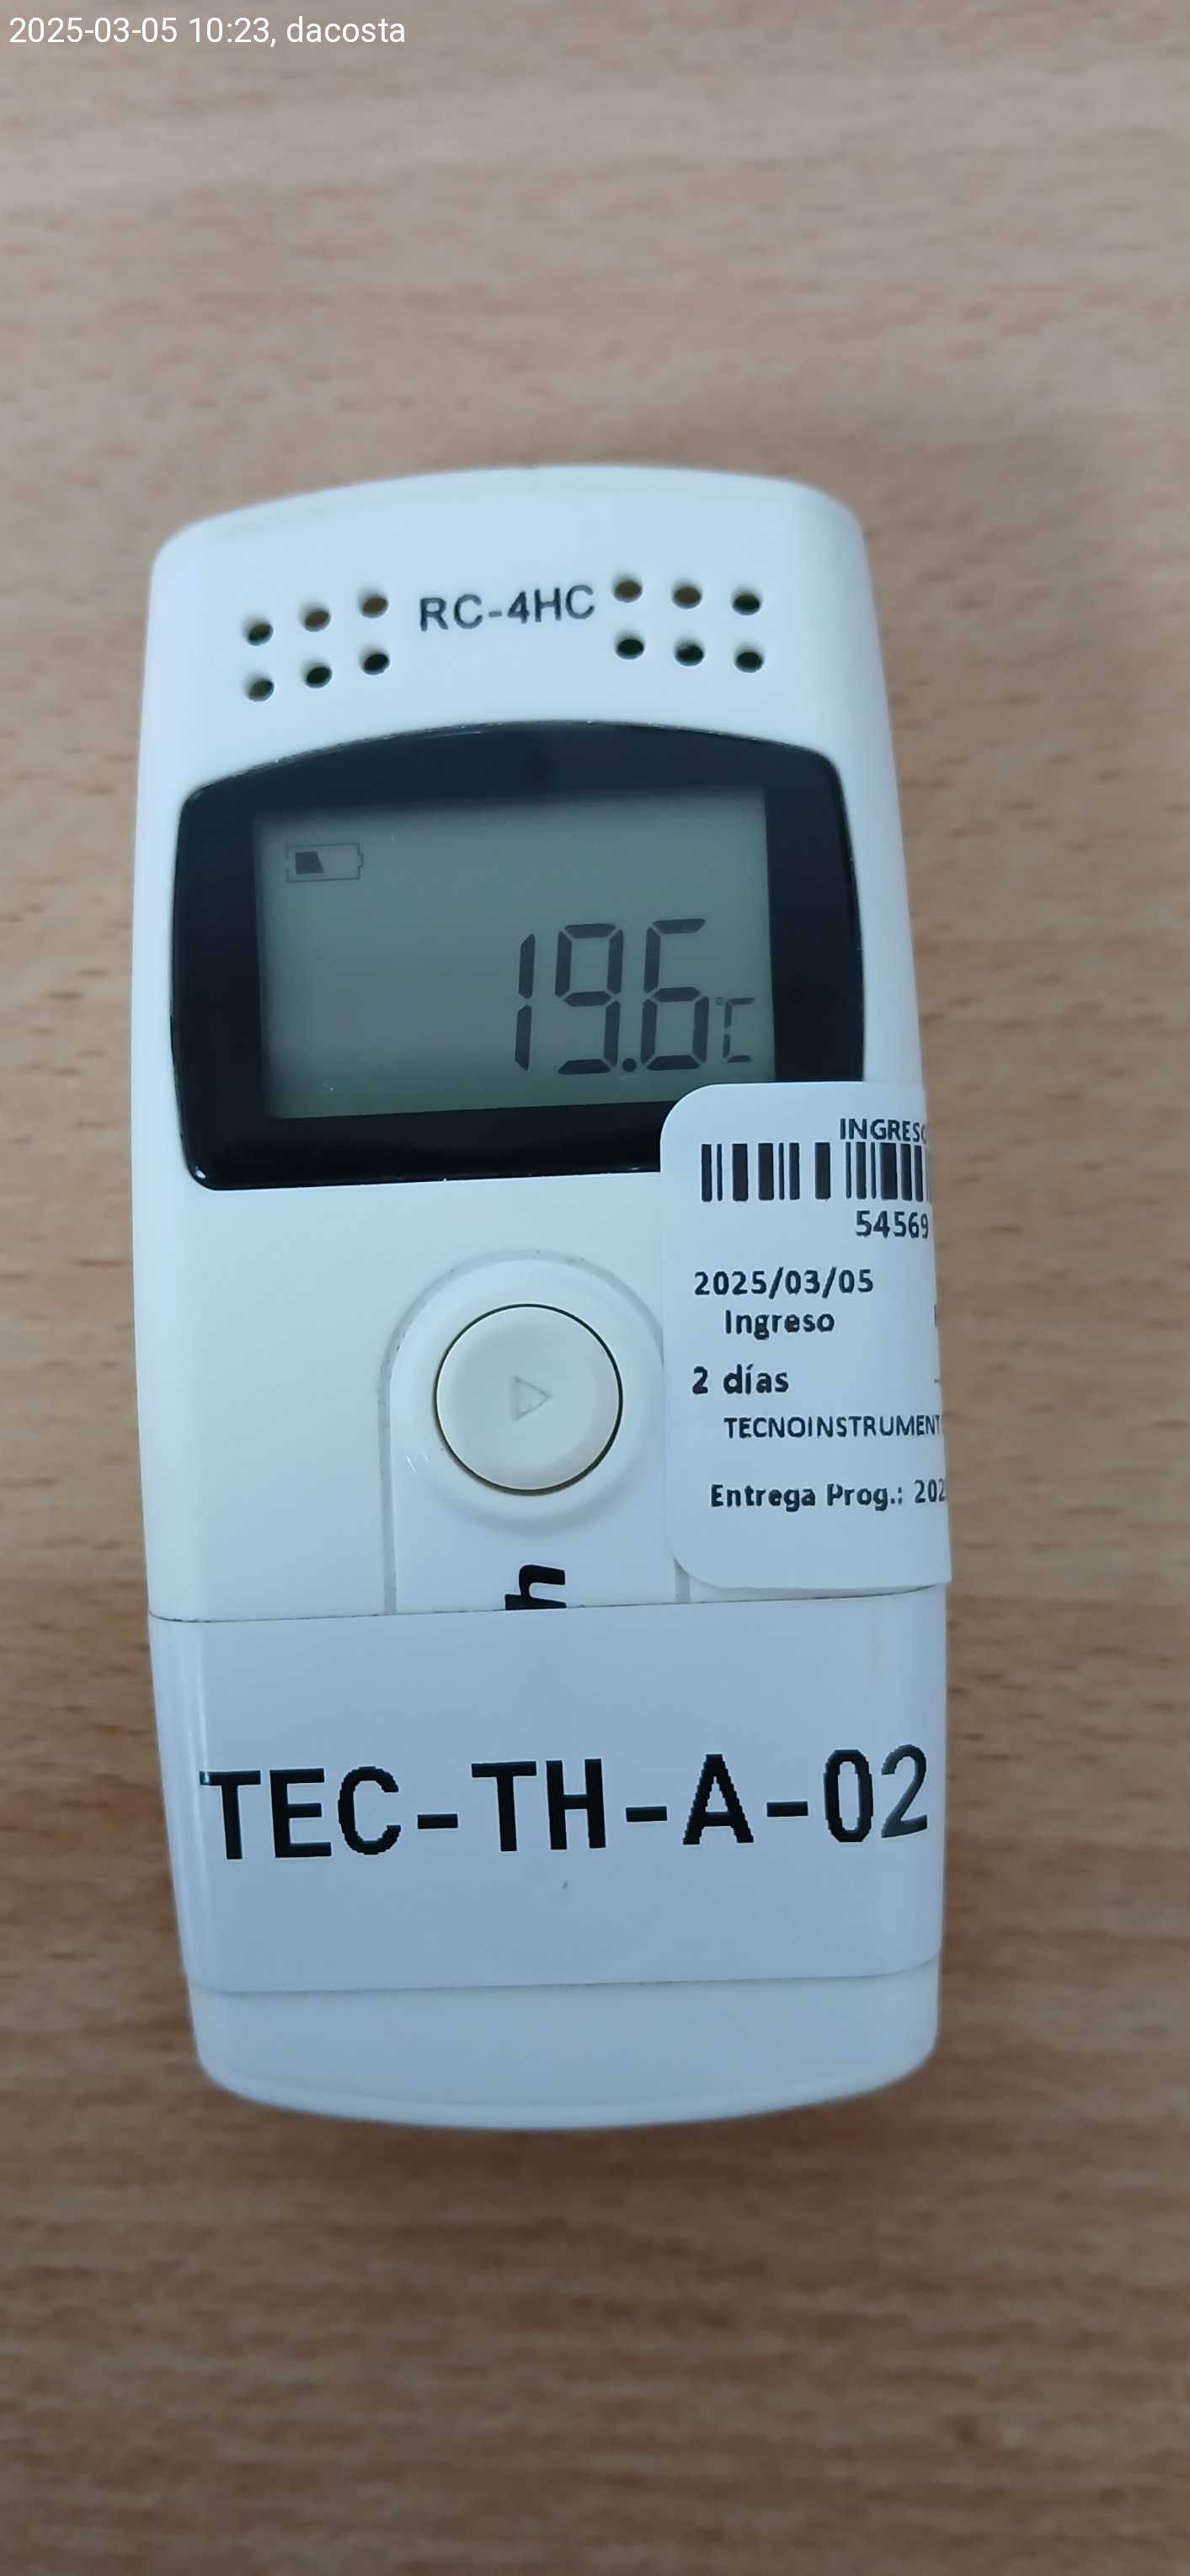 2025-03-05 10:23, dacosta
RC-4HC
19.6°C
INGRESO
54569
2025/03/05
Ingreso
2 días
TECNOINSTRUMENT
Entrega Prog.: 202
h
TEC-TH-A-02